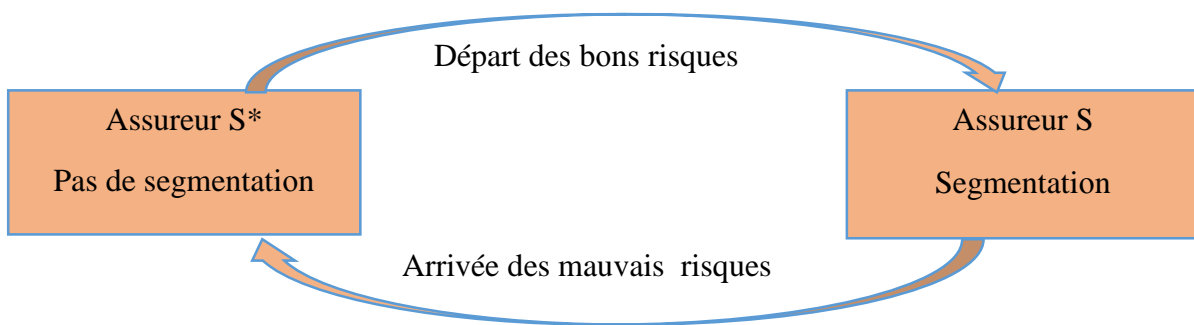 Départ des bons risques
Assureur S*
Pas de segmentation
Assureur S
Segmentation
Arrivée des mauvais risques